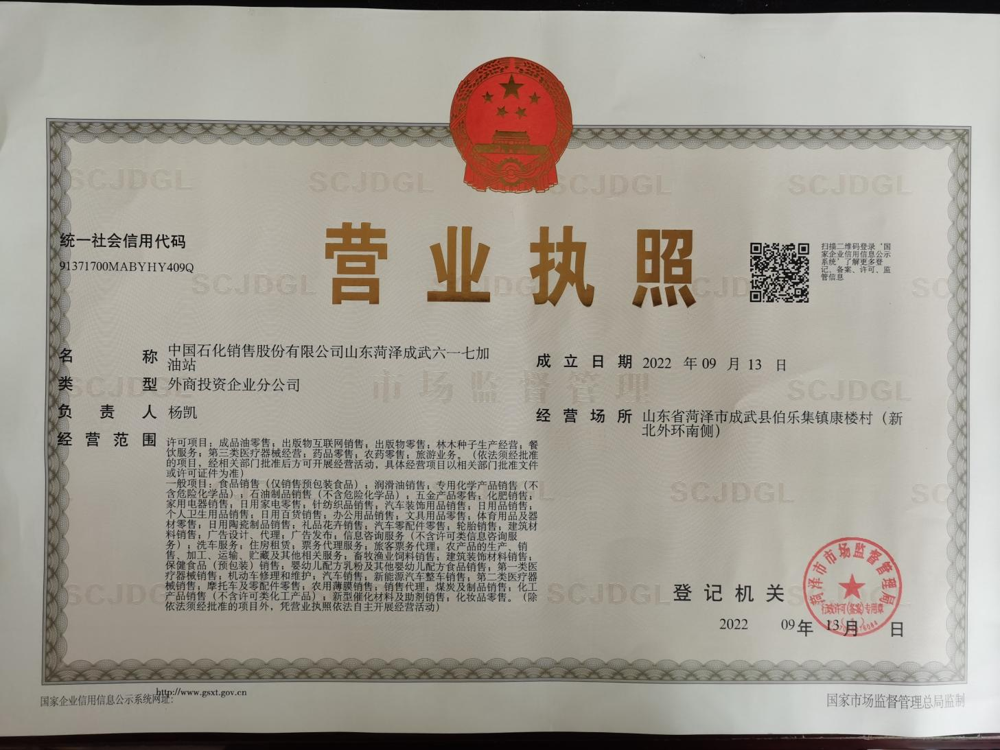 统一社会信用代码
91371700MABYHY409Q
营业执照
扫描二维码登录‘国
家企业信用信息公示
系统’了解更多登
记、备案、许可、监
管信息
名称 中国石化销售股份有限公司山东菏泽成武六一七加
油站
类型 外商投资企业分公司
负责人 杨凯
经营范围 许可项目：成品油零售；出版物互联网销售；出版物零售；林木种子生产经营；餐
饮服务；第三类医疗器械经营；药品零售；农药零售；旅游业务。（依法须经批准
的项目，经相关部门批准后方可开展经营活动，具体经营项目以相关部门批准文件
或许可证件为准）
一般项目：食品销售（仅销售预包装食品）；润滑油销售；专用化学产品销售（不
含危险化学品）；石油制品销售（不含危险化学品）；五金产品零售；化肥销售；
家用电器销售；日用家电零售；针纺织品销售；汽车装饰用品销售；日用品销售；
个人卫生用品销售；日用百货销售；办公用品销售；文具用品零售；体育用品及器
材零售；日用陶瓷制品销售；礼品花卉销售；汽车零配件零售；轮胎销售；建筑材
料销售；广告设计、代理；广告发布；信息咨询服务（不含许可类信息咨询服
务）；洗车服务；住房租赁；票务代理服务；旅客票务代理；农产品的生产、销
售、加工、运输、贮藏及其他相关服务；畜牧渔业饲料销售；建筑装饰材料销售；
保健食品（预包装）销售；婴幼儿配方乳粉及其他婴幼儿配方食品销售；第一类医
疗器械销售；机动车修理和维护；汽车销售；新能源汽车整车销售；第二类医疗器
械销售；摩托车及零配件零售；农用薄膜销售；销售代理；煤炭及制品销售；化工
产品销售（不含许可类化工产品）；新型催化材料及助剂销售；化妆品零售。（除
依法须经批准的项目外，凭营业执照依法自主开展经营活动）
成立日期 2022 年 09 月 13 日
经营场所 山东省菏泽市成武县伯乐集镇康楼村（新
北外环南侧）
市场监督管理
登记机关
菏泽市市场监督管理局
行政许可(备案)专用章
2022 09年 13月 日
SCJDGL
http://www.gsxt.gov.cn
国家企业信用信息公示系统网址：
国家市场监督管理总局监制